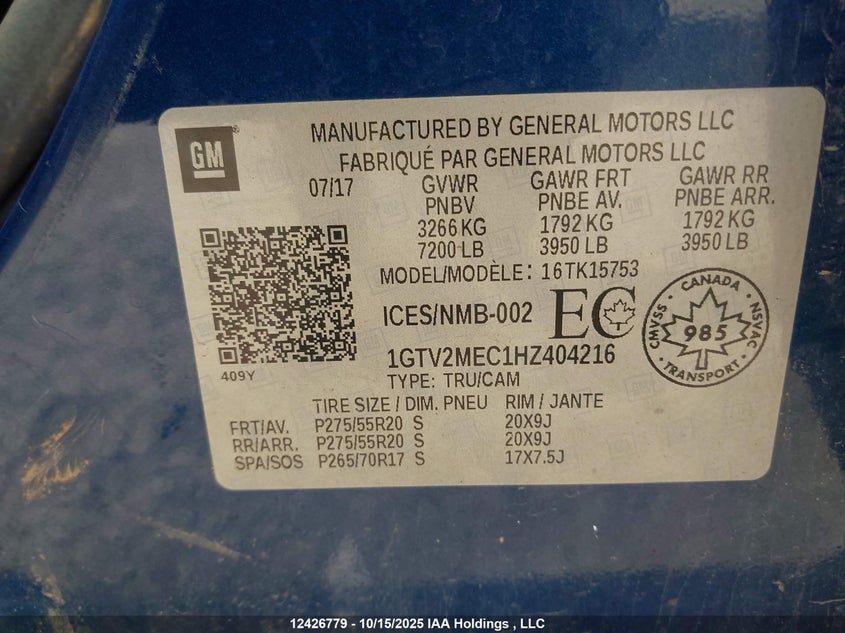 GM
MANUFACTURED BY GENERAL MOTORS LLC
FABRIQUÉ PAR GENERAL MOTORS LLC
07/17 GVWR GAWR FRT GAWR RR
PNBV PNBE AV. PNBE ARR.
3266 KG 1792 KG 1792 KG
7200 LB 3950 LB 3950 LB
MODEL/MODÈLE: 16TK15753
ICES/NMB-002 EC
CANADA
CMVSS 985 NSVAC
TRANSPORT
1GTV2MEC1HZ404216
409Y
TYPE: TRU/CAM
TIRE SIZE / DIM. PNEU RIM / JANTE
FRT/AV. P275/55R20 S 20X9J
RR/ARR. P275/55R20 S 20X9J
SPA/SOS P265/70R17 S 17X7.5J
12426779 - 10/15/2025 IAA Holdings , LLC